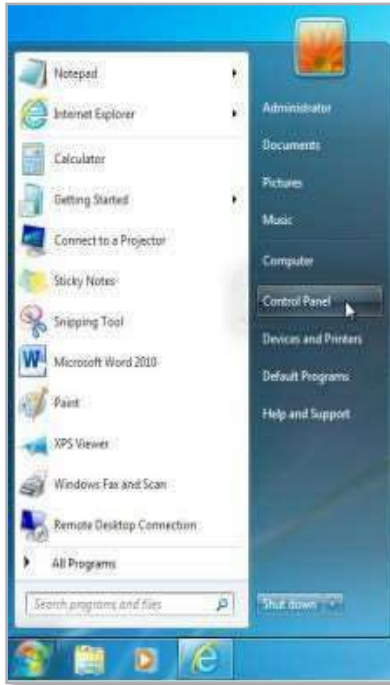 Notepad
Internet Explorer
Calculator
Getting Started
Connect to a Projector
Sticky Notes
Snipping Tool
Microsoft Word 2010
Paint
XPS Viewer
Windows Fax and Scan
Remote Desktop Connection
All Programs
Search programs and files
Administrator
Documents
Pictures
Music
Computer
Control Panel
Devices and Printers
Default Programs
Help and Support
Shut down